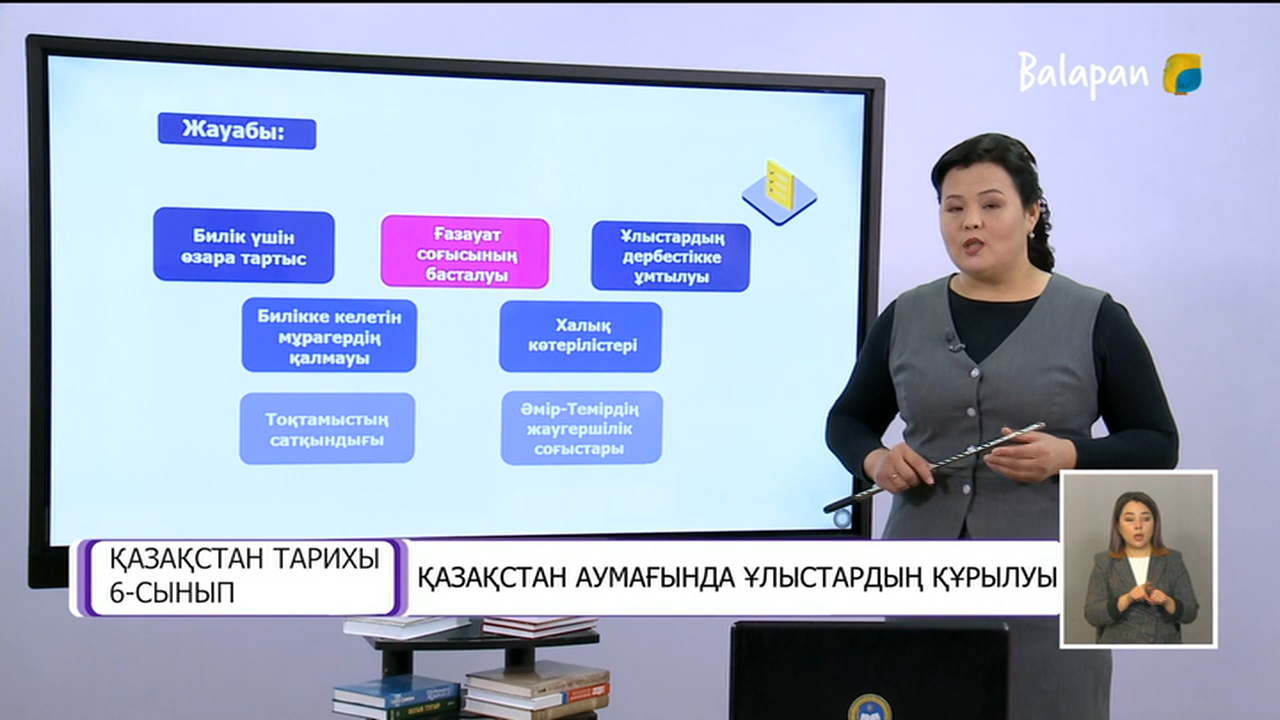 Balapan
Жауабы:
Билік үшін
өзара тартыс
Ғазауат
соғысының
басталуы
Ұлыстардың
дербестікке
ұмтылуы
Билікке келетін
мұрагердің
қалмауы
Халық
көтерілістері
Тоқтамыстың
сатқындығы
Әмір-Темірдің
жаугершілік
соғыстары
ҚАЗАҚСТАН ТАРИХЫ
6-СЫНЫП
ҚАЗАҚСТАН АУМАҒЫНДА ҰЛЫСТАРДЫҢ ҚҰРЫЛУЫ